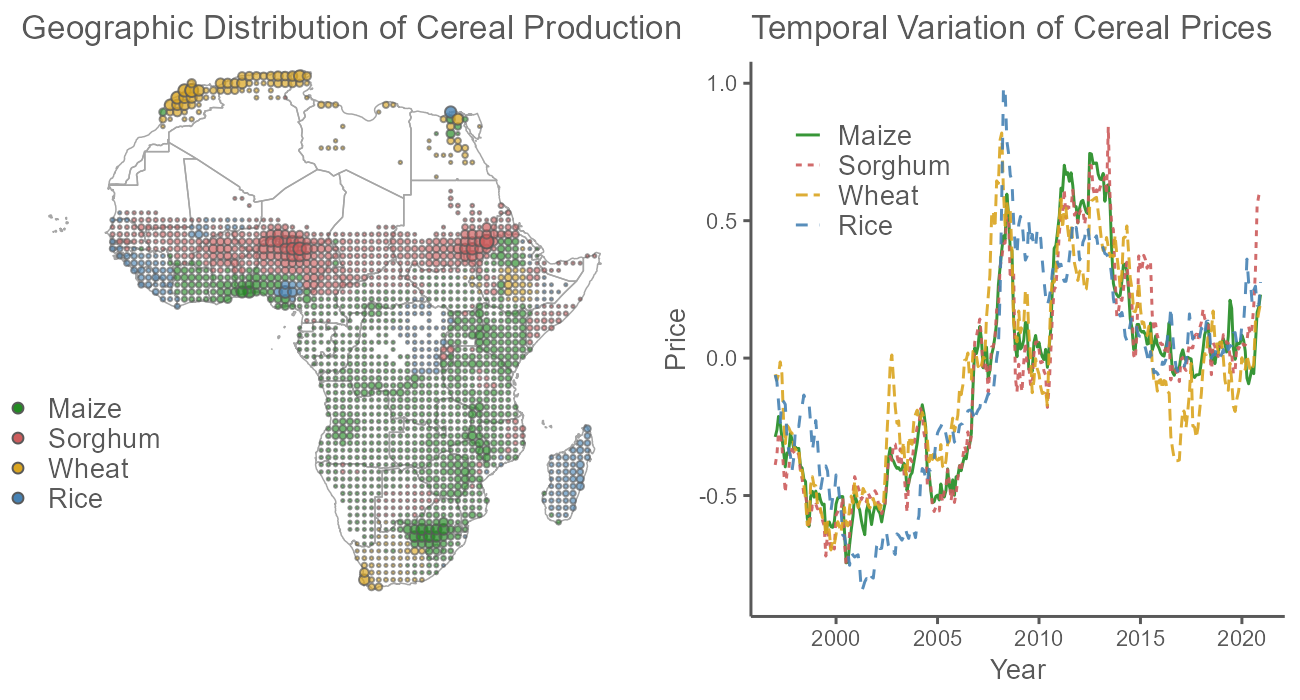 Geographic Distribution of Cereal Production
Maize
Sorghum
Wheat
Rice
Temporal Variation of Cereal Prices
1.0
0.5
0.0
-0.5
Price
Maize
Sorghum
Wheat
Rice
2000
2005
2010
2015
2020
Year